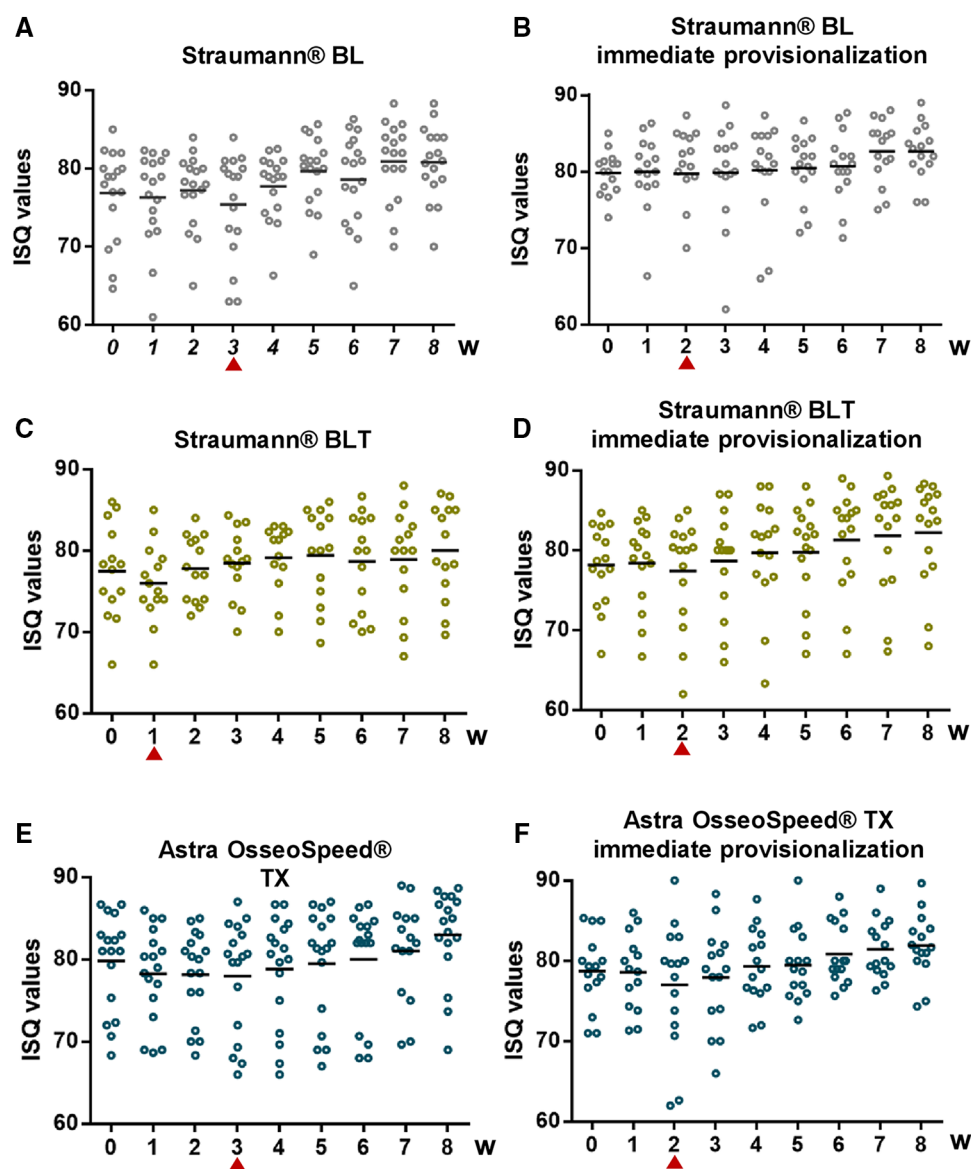 A
Straumann® BL
ISQ values
90
80
70
60
0 1 2 3 4 5 6 7 8 w
B
Straumann® BL
immediate provisionalization
ISQ values
90
80
70
60
0 1 2 3 4 5 6 7 8 w
C
Straumann® BLT
ISQ values
90
80
70
60
0 1 2 3 4 5 6 7 8 w
D
Straumann® BLT
immediate provisionalization
ISQ values
90
80
70
60
0 1 2 3 4 5 6 7 8 w
E
Astra OsseoSpeed®
TX
ISQ values
90
80
70
60
0 1 2 3 4 5 6 7 8 w
F
Astra OsseoSpeed® TX
immediate provisionalization
ISQ values
90
80
70
60
0 1 2 3 4 5 6 7 8 w